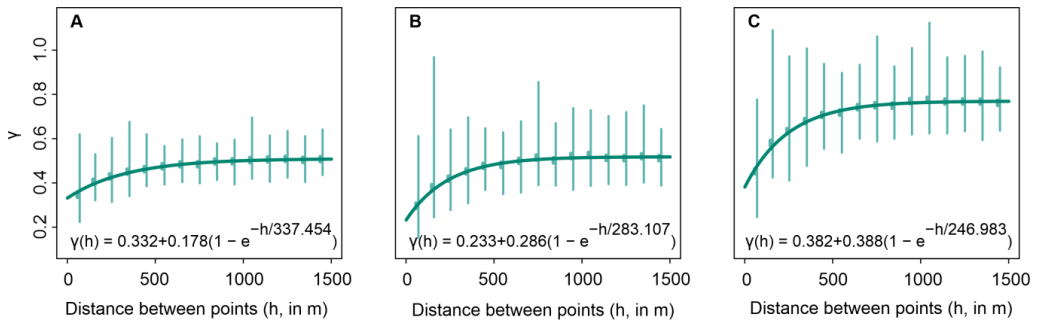 A
B
C
1.0
0.8
0.6
0.4
0.2
γ
γ(h) = 0.332+0.178(1 − e−h/337.454)
γ(h) = 0.233+0.286(1 − e−h/283.107)
γ(h) = 0.382+0.388(1 − e−h/246.983)
0 500 1000 1500
0 500 1000 1500
0 500 1000 1500
Distance between points (h, in m)
Distance between points (h, in m)
Distance between points (h, in m)